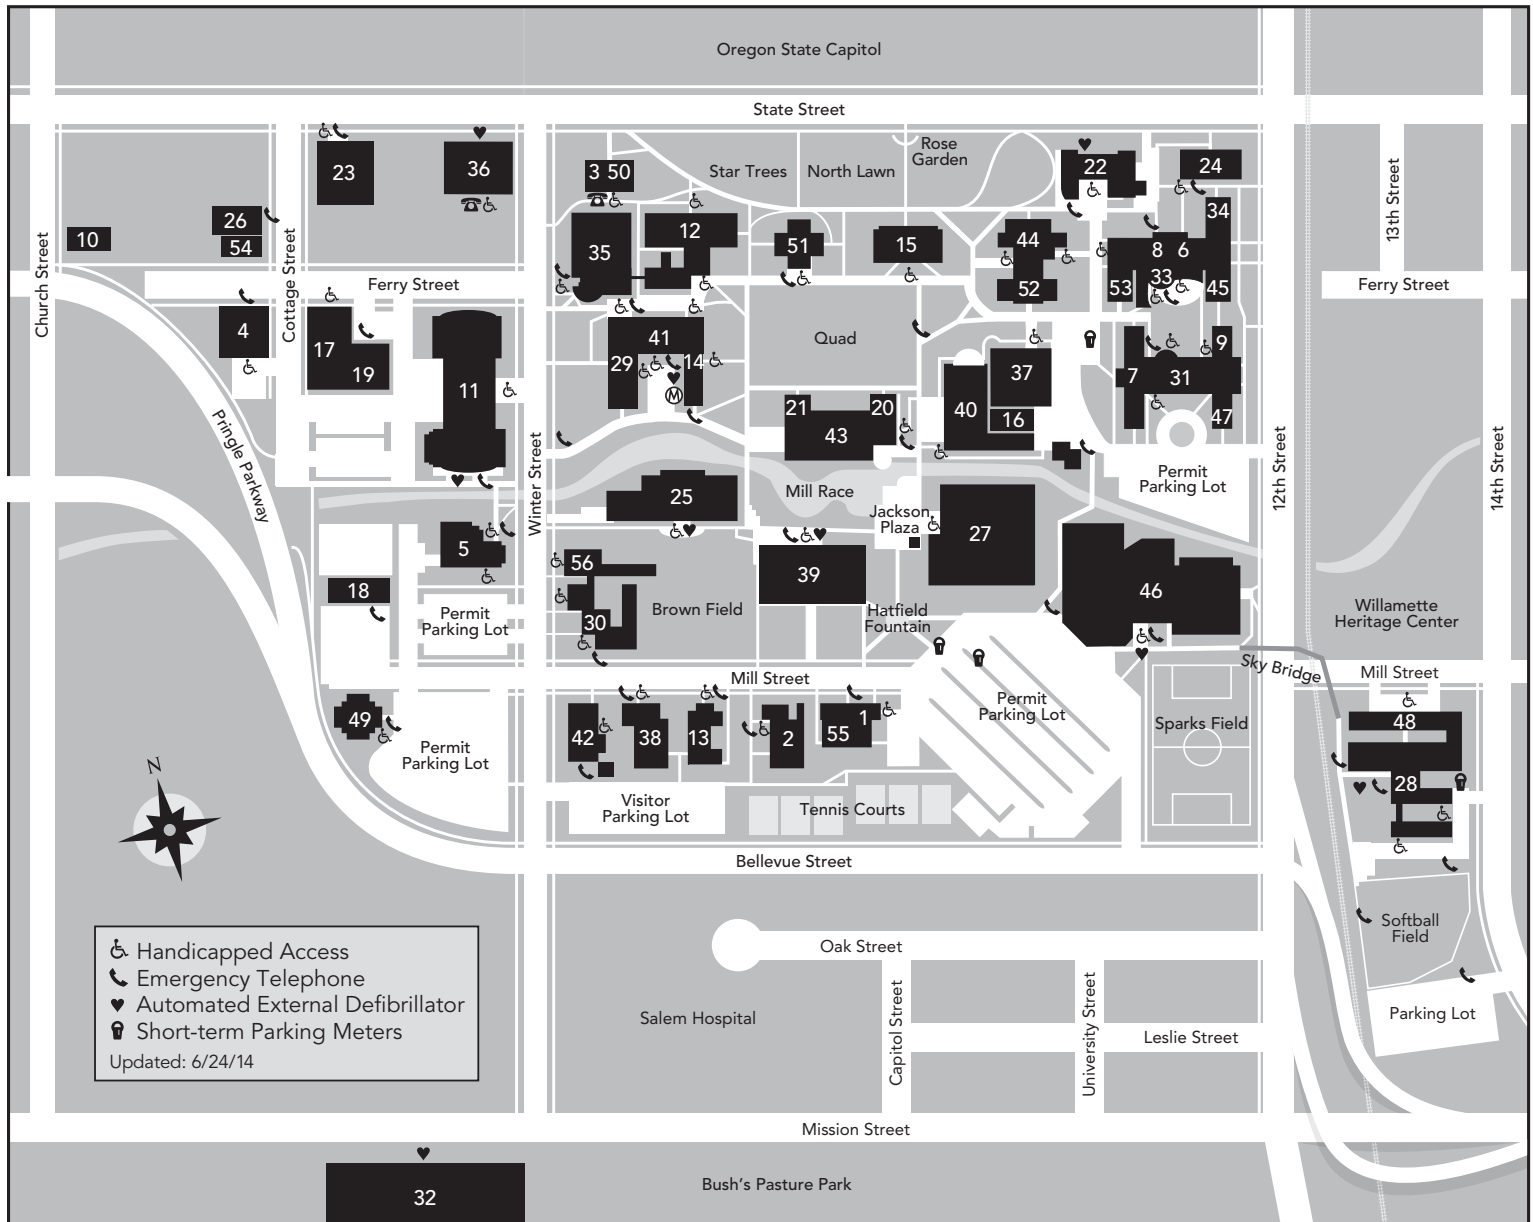 Oregon State Capitol
State Street
Church Street
Cottage Street
Winter Street
12th Street
13th Street
14th Street
Pringle Parkway
Ferry Street
Ferry Street
Star Trees
North Lawn
Rose
Garden
23
36
3 50
22
24
34
10
26
54
35
12
51
15
44
8 6
33
53
45
52
4
17
19
11
41
29
14
M
Quad
37
40
16
9
7
31
47
21
20
43
Permit
Parking Lot
25
Mill Race
Jackson
Plaza
27
5
18
56
30
39
46
Permit
Parking Lot
Brown Field
Hatfield
Fountain
Willamette
Heritage Center
Mill Street
Sky Bridge
Mill Street
49
42
38
13
2
55
1
Permit
Parking Lot
Permit
Parking Lot
Sparks Field
48
28
N
Visitor
Parking Lot
Tennis Courts
Bellevue Street
Softball
Field
Parking Lot
Oak Street
Salem Hospital
Capitol Street
University Street
Leslie Street
Handicapped Access
Emergency Telephone
Automated External Defibrillator
Short-term Parking Meters
Updated: 6/24/14
Mission Street
32
Bush's Pasture Park